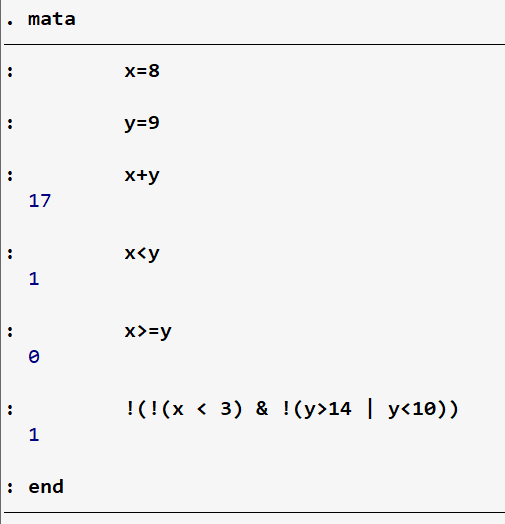 . mata
: x=8
: y=9
: x+y
17
: x<y
1
: x>=y
0
: !(!(x < 3) & !(y>14 | y<10))
1
: end